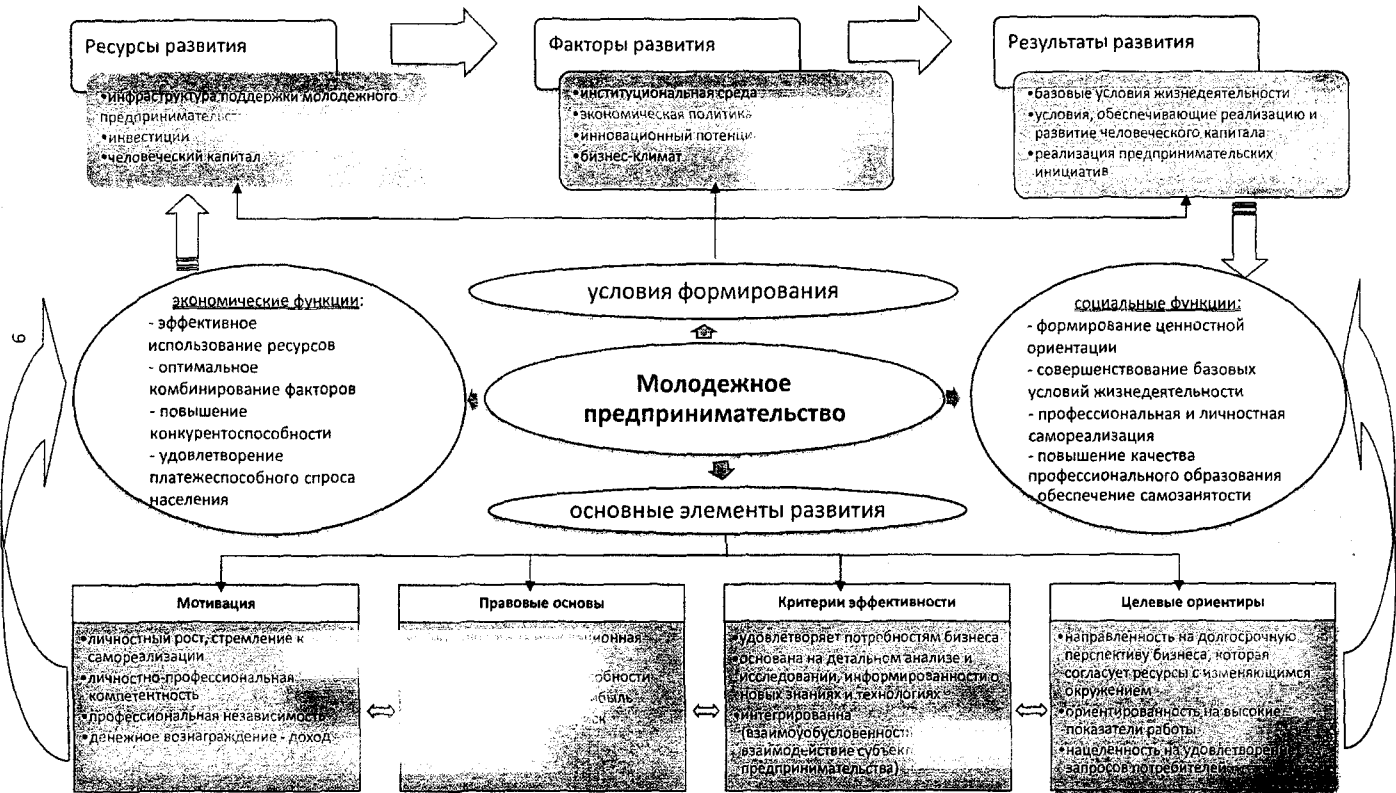 Ресурсы развития
•инфраструктура поддержки молодежного
•инвестиции
•человеческий капитал
Факторы развития
•институциональная среда
•экономическая политика
•инновационный
•бизнес-климат
Результаты развития
•базовые условия жизнедеятельности
•условия, обеспечивающие реализацию и
развитие человеческого капитала
•реализация предпринимательских
инициатив
6
экономические функции:
- эффективное
использование ресурсов
- оптимальное
комбинирование факторов
- повышение
конкурентоспособности
- удовлетворение
платежеспособного спроса
населения
условия формирования
Молодежное
предпринимательство
основные элементы развития
социальные функции:
- формирование ценностной
ориентации
- совершенствование базовых
условий жизнедеятельности
- профессиональная и личностная
самореализация
- повышение качества
профессионального образования
- обеспечение самозанятости
Мотивация
•личностный рост, стремление к
самореализации
•личностно-профессиональная
компетентность
•профессиональная независимость
•денежное вознаграждение - доход
Правовые основы
Критерии эффективности
•удовлетворяет потребностям бизнеса
•основана на детальном анализе и
исследовании, информированности о
новых знаниях и технологиях
•интегрированна
взаимодействие
предпринимательства)
Целевые ориентиры
•направленность на долгосрочную
перспективу бизнеса, которая
согласует ресурсы с изменяющимся
окружением
•ориентированность на высокие
показатели работы
•нацеленность на
запросов потребителей